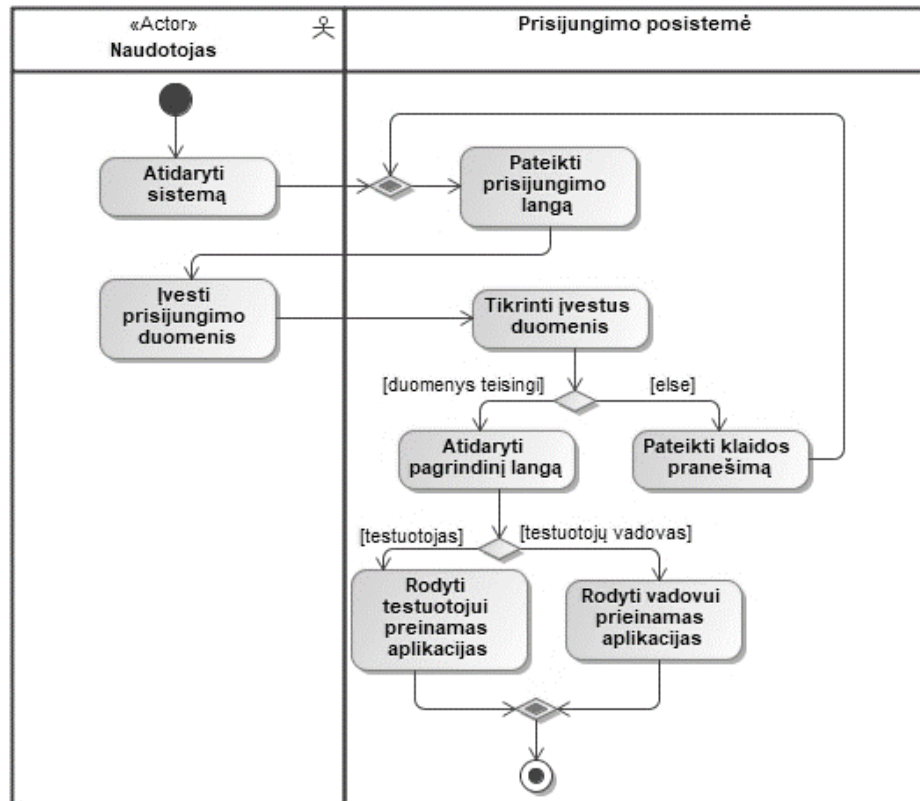 «Actor»
Naudotojas
Prisijungimo posistemė
Atidaryti
sistemą
Pateikti
prisijungimo
langą
Įvesti
prisijungimo
duomenis
Tikrinti įvestus
duomenis
[duomenys teisingi]
[else]
Atidaryti
pagrindinį langą
Pateikti klaidos
pranešimą
[testuotojas]
[testuotojų vadovas]
Rodyti
testuotojui
preinamas
aplikacijas
Rodyti vadovui
prieinamas
aplikacijas